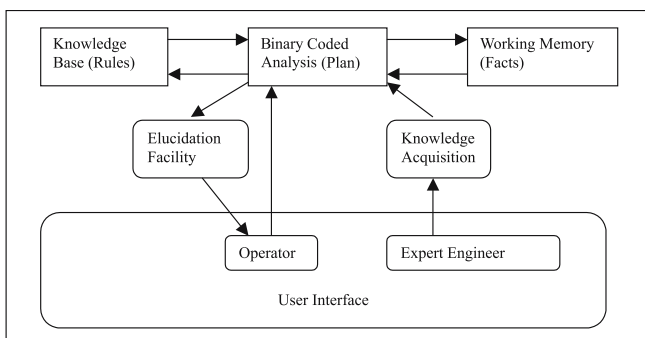 Knowledge
Base (Rules)
Binary Coded
Analysis (Plan)
Working Memory
(Facts)
Elucidation
Facility
Knowledge
Acquisition
Operator
Expert Engineer
User Interface